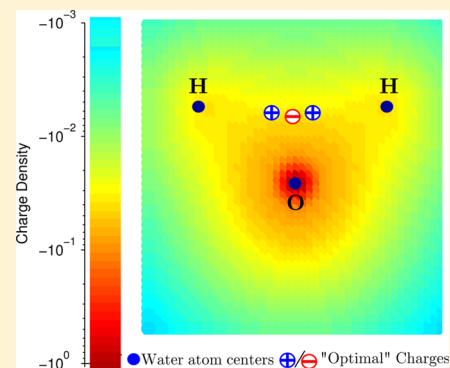 −10⁻³
H
H
−10⁻²
Charge Density
O
−10⁻¹
−10⁰
Water atom centers ⊕/⊖ "Optimal" Charges